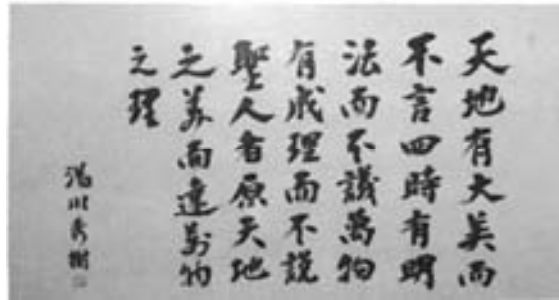 天地有大美而
不言四時有明
法而不議萬物
有成理而不說
聖人者原天地
之美而達萬物
之理
湯川秀樹